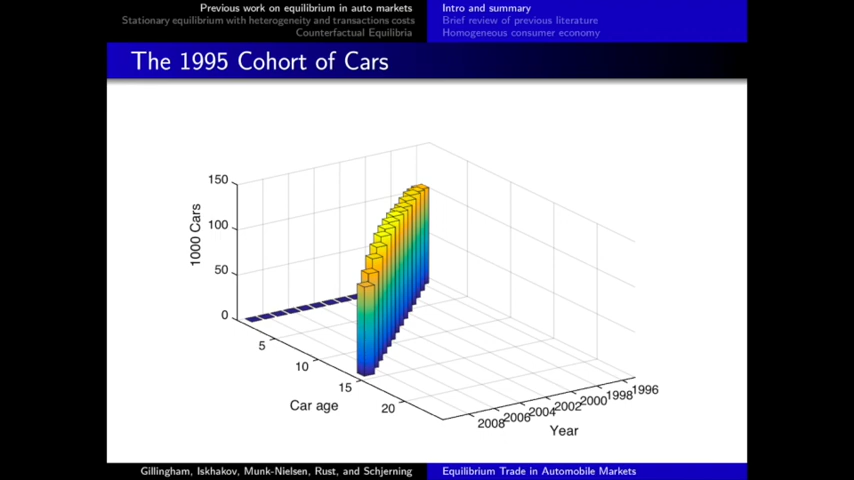 Previous work on equilibrium in auto markets
Stationary equilibrium with heterogeneity and transactions costs
Counterfactual Equilibria
Intro and summary
Brief review of previous literature
Homogeneous consumer economy
The 1995 Cohort of Cars
150
100
50
0
1000 Cars
5
10
15
20
Car age
2008
2006
2004
2002
2000
1998
1996
Year
Gillingham, Iskhakov, Munk-Nielsen, Rust, and Schjerning
Equilibrium Trade in Automobile Markets